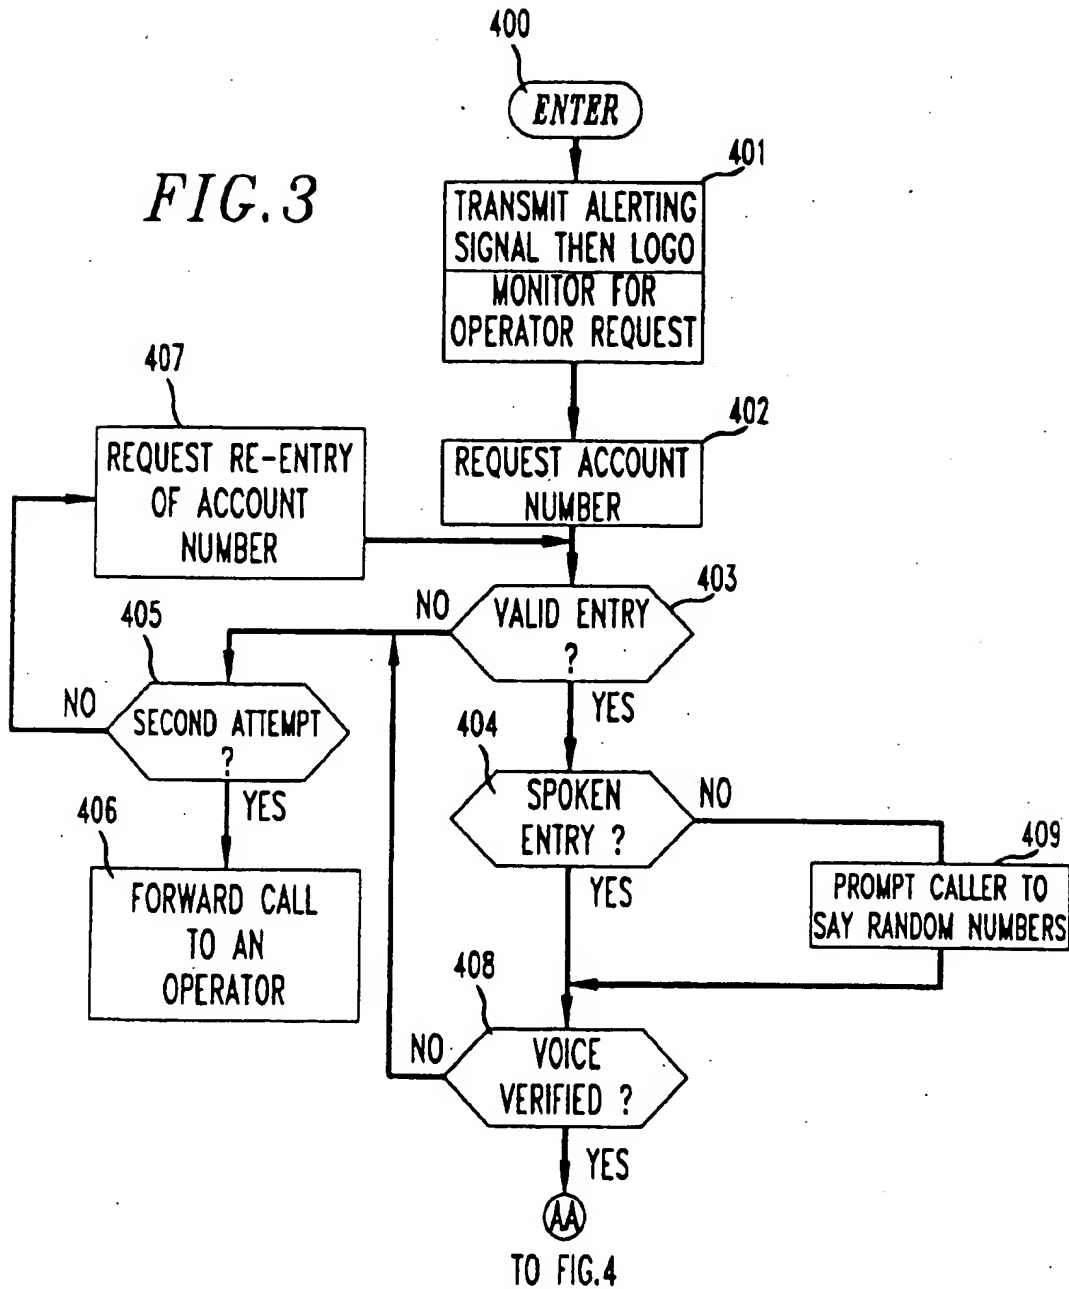 400
ENTER
FIG.3
401
TRANSMIT ALERTING
SIGNAL THEN LOGO
MONITOR FOR
OPERATOR REQUEST
407
REQUEST RE-ENTRY
OF ACCOUNT
NUMBER
402
REQUEST ACCOUNT
NUMBER
403
NO
VALID ENTRY
?
YES
405
NO
SECOND ATTEMPT
?
YES
404
SPOKEN
ENTRY ?
NO
YES
409
PROMPT CALLER TO
SAY RANDOM NUMBERS
406
FORWARD CALL
TO AN
OPERATOR
408
NO
VOICE
VERIFIED ?
YES
AA
TO FIG.4